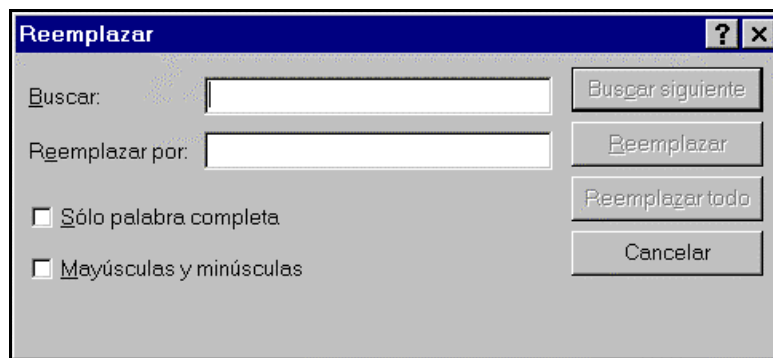 Reemplazar
Buscar:
Buscar siguiente
Reemplazar por:
Reemplazar
Reemplazar todo
Sólo palabra completa
Cancelar
Mayúsculas y minúsculas